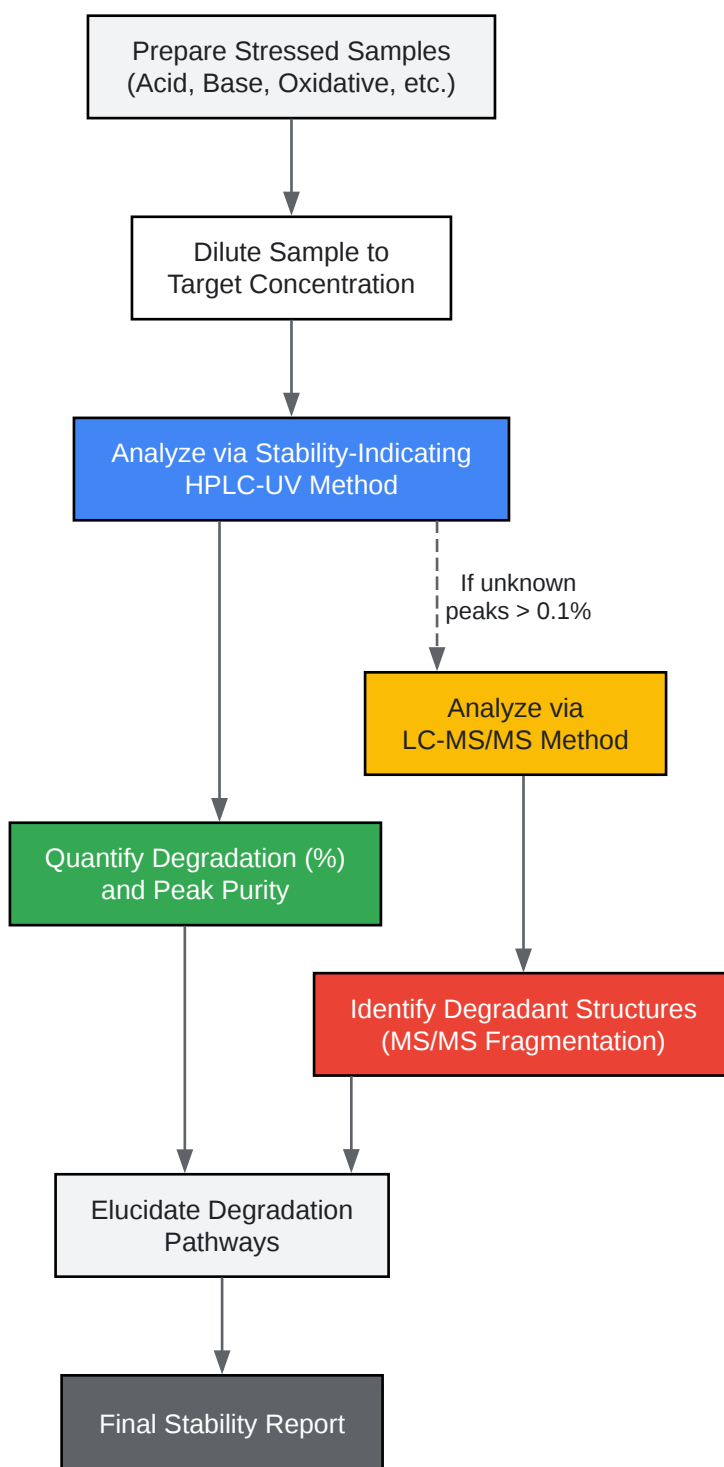 Prepare Stressed Samples
(Acid, Base, Oxidative, etc.)
Dilute Sample to
Target Concentration
Analyze via Stability-Indicating
HPLC-UV Method
If unknown
peaks > 0.1%
Analyze via
LC-MS/MS Method
Quantify Degradation (%)
and Peak Purity
Identify Degradant Structures
(MS/MS Fragmentation)
Elucidate Degradation
Pathways
Final Stability Report